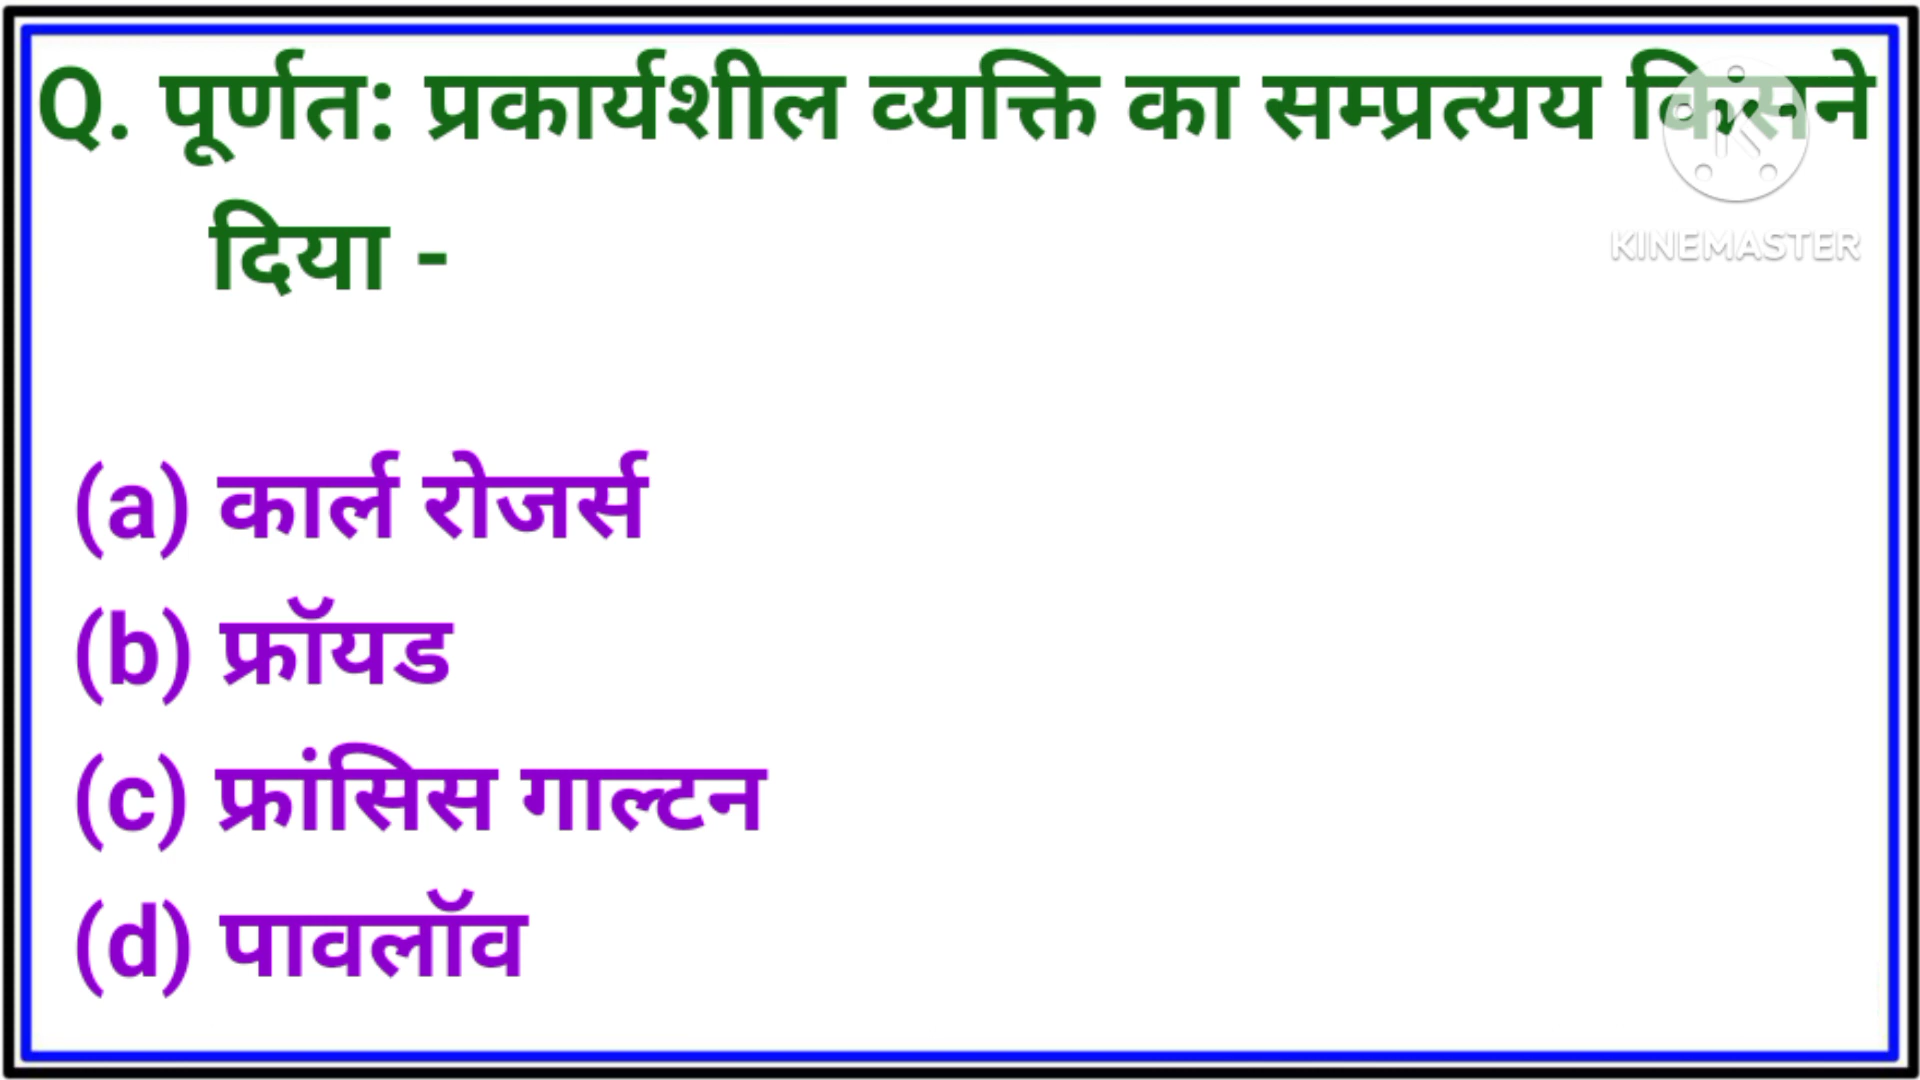 Q. पूर्णत: प्रकार्यशील व्यक्ति का सम्प्रत्यय किसने
दिया -
KINEMASTER
(a) कार्ल रोजर्स
(b) फ्रॉयड
(c) फ्रांसिस गाल्टन
(d) पावलॉव